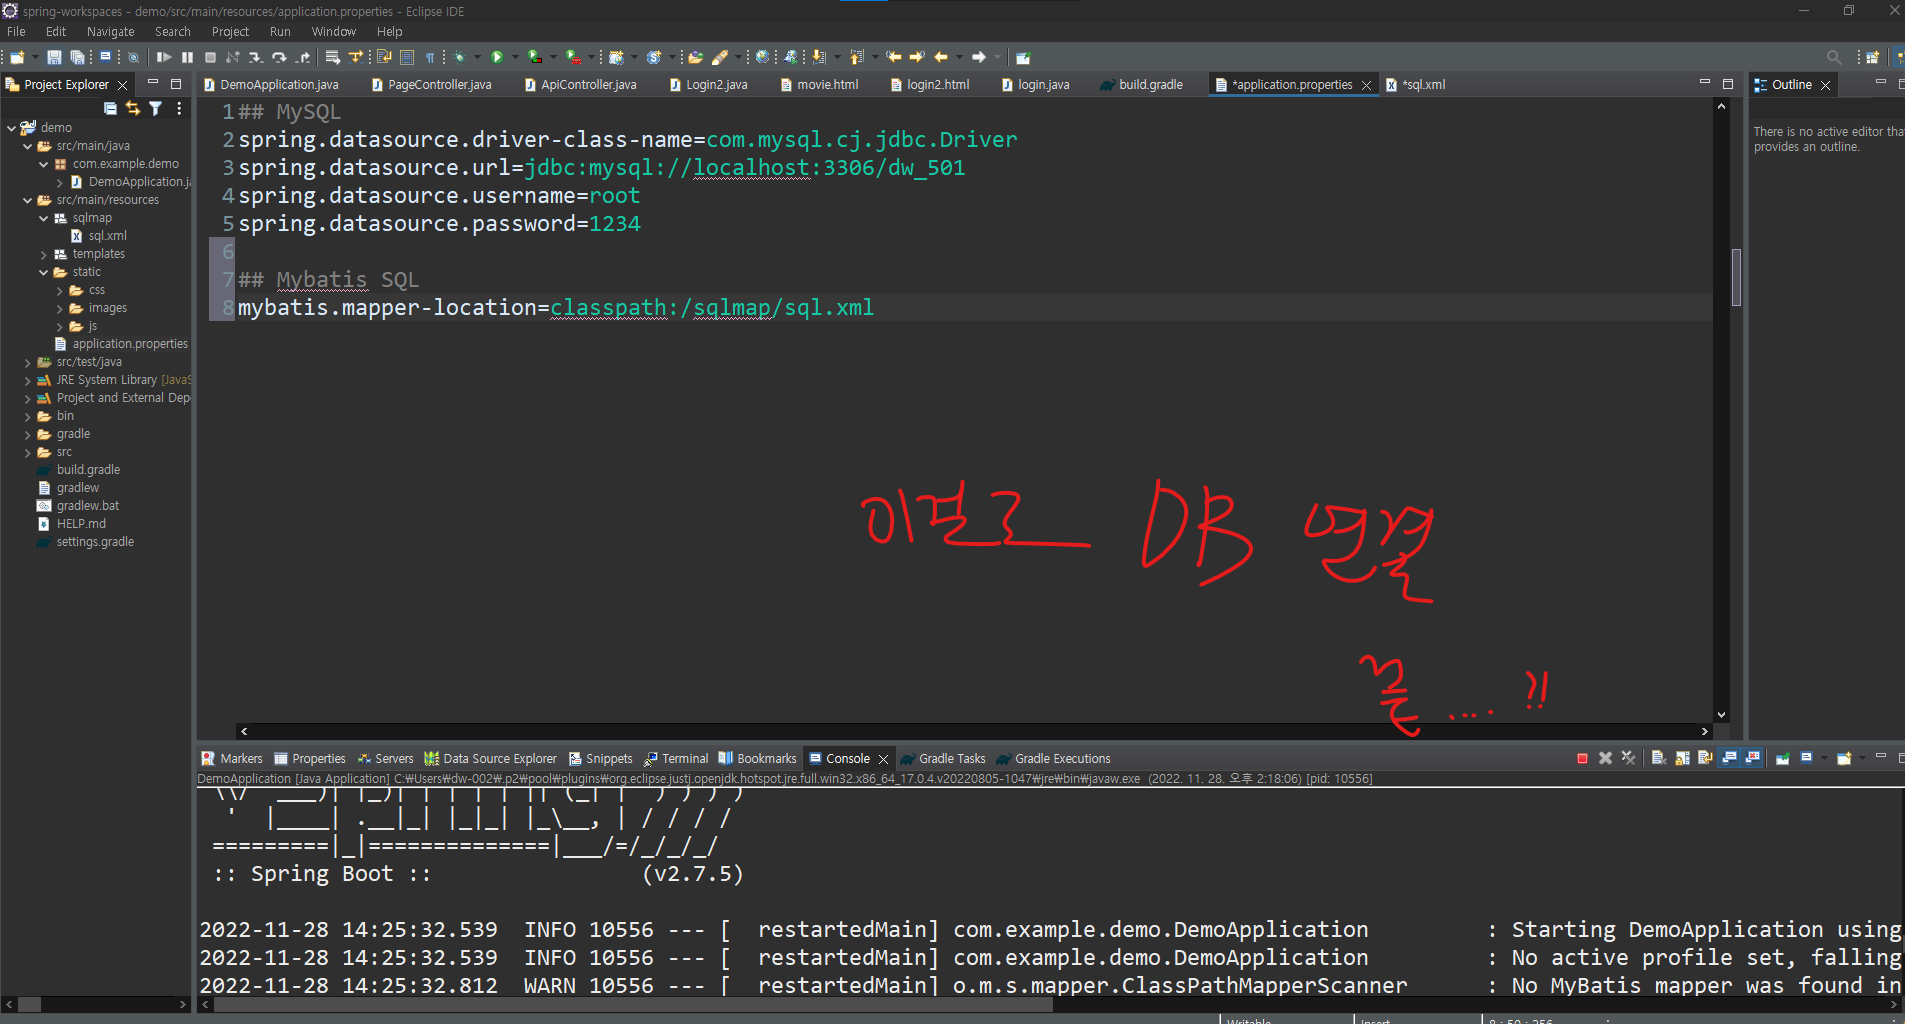 spring-workspaces - demo/src/main/resources/application.properties - Eclipse IDE
File Edit Navigate Search Project Run Window Help
Project Explorer
DemoApplication.java PageController.java ApiController.java Login2.java movie.html login2.html login.java build.gradle *application.properties *sql.xml
Outline
There is no active editor tha
provides an outline.
demo
src/main/java
com.example.demo
DemoApplication.j
src/main/resources
sqlmap
sql.xml
templates
static
css
images
js
application.properties
src/test/java
JRE System Library [JavaS
Project and External Dep
bin
gradle
src
build.gradle
gradlew
gradlew.bat
HELP.md
settings.gradle
1 ## MySQL
2 spring.datasource.driver-class-name=com.mysql.cj.jdbc.Driver
3 spring.datasource.url=jdbc:mysql://localhost:3306/dw_501
4 spring.datasource.username=root
5 spring.datasource.password=1234
6
7 ## Mybatis SQL
8 mybatis.mapper-location=classpath:/sqlmap/sql.xml
이걸로 DB 연결
끝....!!
Markers Properties Servers Data Source Explorer Snippets Terminal Bookmarks Console Gradle Tasks Gradle Executions
DemoApplication [Java Application] C:₩Users₩dw-002₩.p2₩pool₩plugins₩org.eclipse.justj.openjdk.hotspot.jre.full.win32.x86_64_17.0.4.v20220805-1047₩jre₩bin₩javaw.exe (2022. 11. 28. 오후 2:18:06) [pid: 10556]
:: Spring Boot :: (v2.7.5)
2022-11-28 14:25:32.539 INFO 10556 --- [ restartedMain] com.example.demo.DemoApplication : Starting DemoApplication using
2022-11-28 14:25:32.539 INFO 10556 --- [ restartedMain] com.example.demo.DemoApplication : No active profile set, falling
2022-11-28 14:25:32.812 WARN 10556 --- [ restartedMain] o.m.s.mapper.ClassPathMapperScanner : No MyBatis mapper was found in